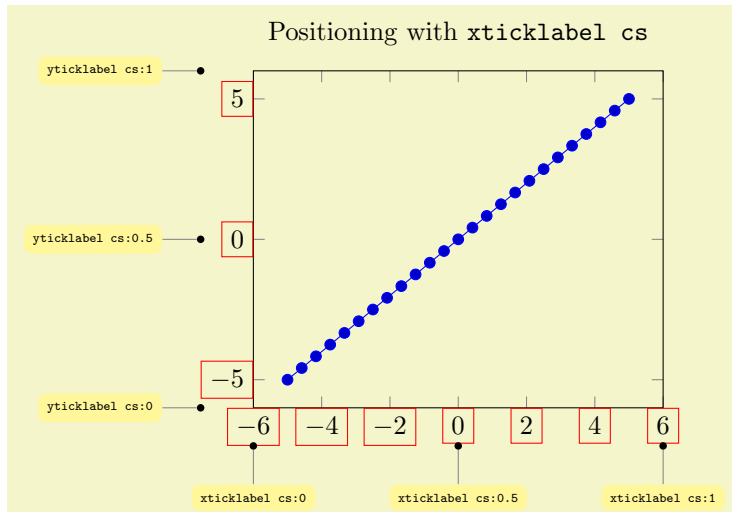 Positioning with xticklabel cs
yticklabel cs:1
5
yticklabel cs:0.5
0
−5
yticklabel cs:0
−6 −4 −2 0 2 4 6
xticklabel cs:0 xticklabel cs:0.5 xticklabel cs:1